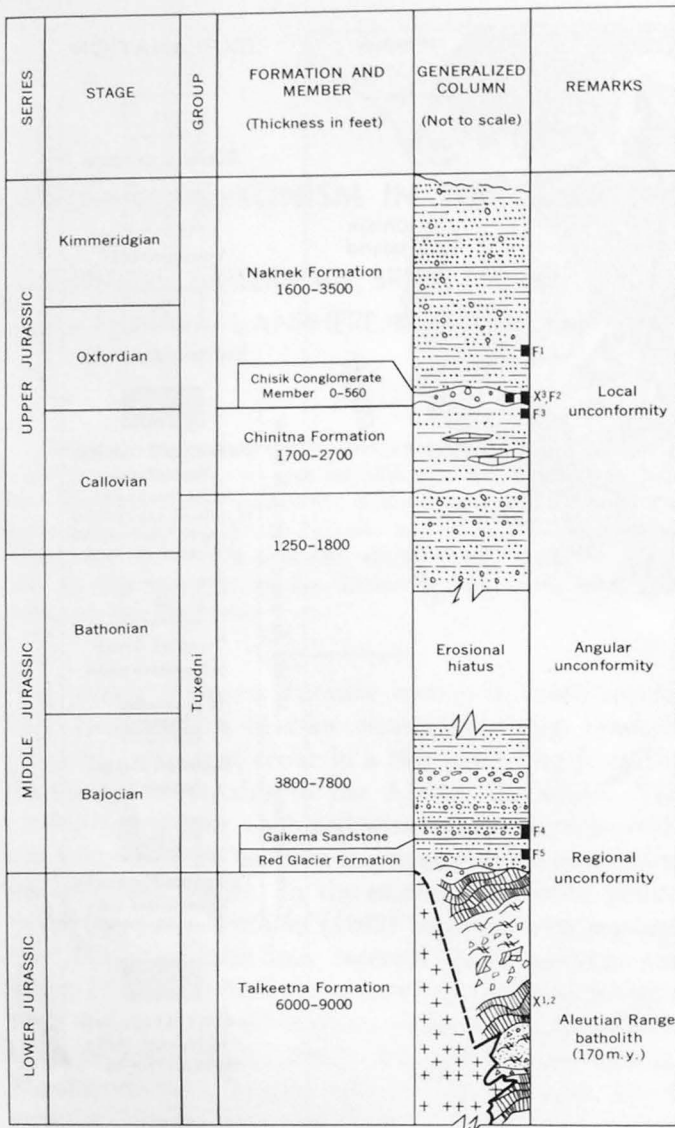 SERIES
STAGE
GROUP
FORMATION AND
MEMBER
(Thickness in feet)
GENERALIZED
COLUMN
(Not to scale)
REMARKS
UPPER JURASSIC
Kimmeridgian
Naknek Formation
1600–3500
Oxfordian
F1
Chisik Conglomerate
Member 0-560
X3,F2
F3
Local
unconformity
Chinitna Formation
1700–2700
Callovian
1250–1800
MIDDLE JURASSIC
Bathonian
Tuxedni
Erosional
hiatus
Angular
unconformity
Bajocian
3800–7800
Gaikema Sandstone
F4
Red Glacier Formation
F5
Regional
unconformity
LOWER JURASSIC
Talkeetna Formation
6000–9000
X1,2
Aleutian Range
batholith
(170 m.y.)